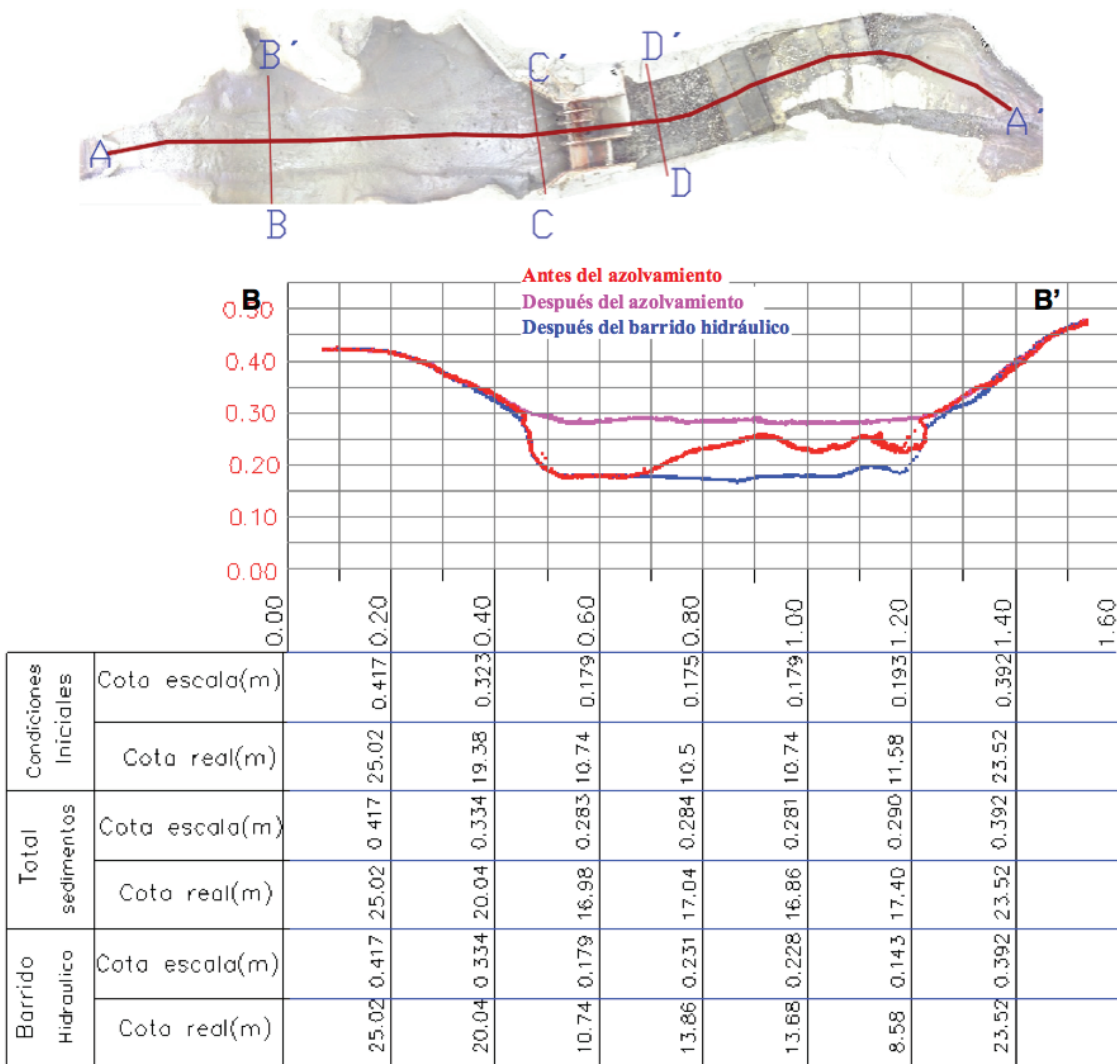 B´
C´
D´
A
A´
D
B
C
Antes del azolvamiento
B
B’
Después del azolvamiento
0.50
Después del barrido hidráulico
0.40
0.30
0.20
0.10
0.00
0.00 0.20 0.40 0.60 0.80 1.00 1.20 1.40 1.60
Condiciones Iniciales
Cota escala(m) 0.417 0.323 0.179 0.175 0.179 0.193 0.392
Cota real(m) 25.02 19.38 10.74 10.5 10.74 11.58 23.52
Total sedimentos
Cota escala(m) 0.417 0.334 0.283 0.284 0.281 0.290 0.392
Cota real(m) 25.02 20.04 16.98 17.04 16.86 17.40 23.52
Barrido Hidraulico
Cota escala(m) 0.417 0.334 0.179 0.231 0.228 0.143 0.392
Cota real(m) 25.02 20.04 10.74 13.86 13.68 8.58 23.52